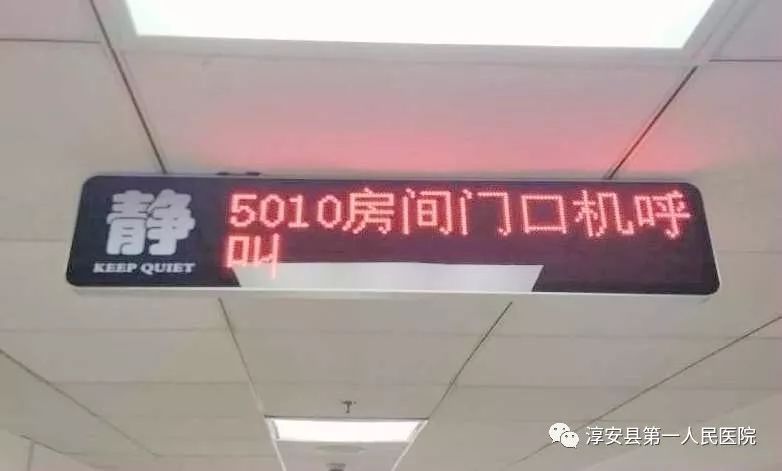 静
KEEP QUIET
5010房间门口机呼
叫
淳安县第一人民医院